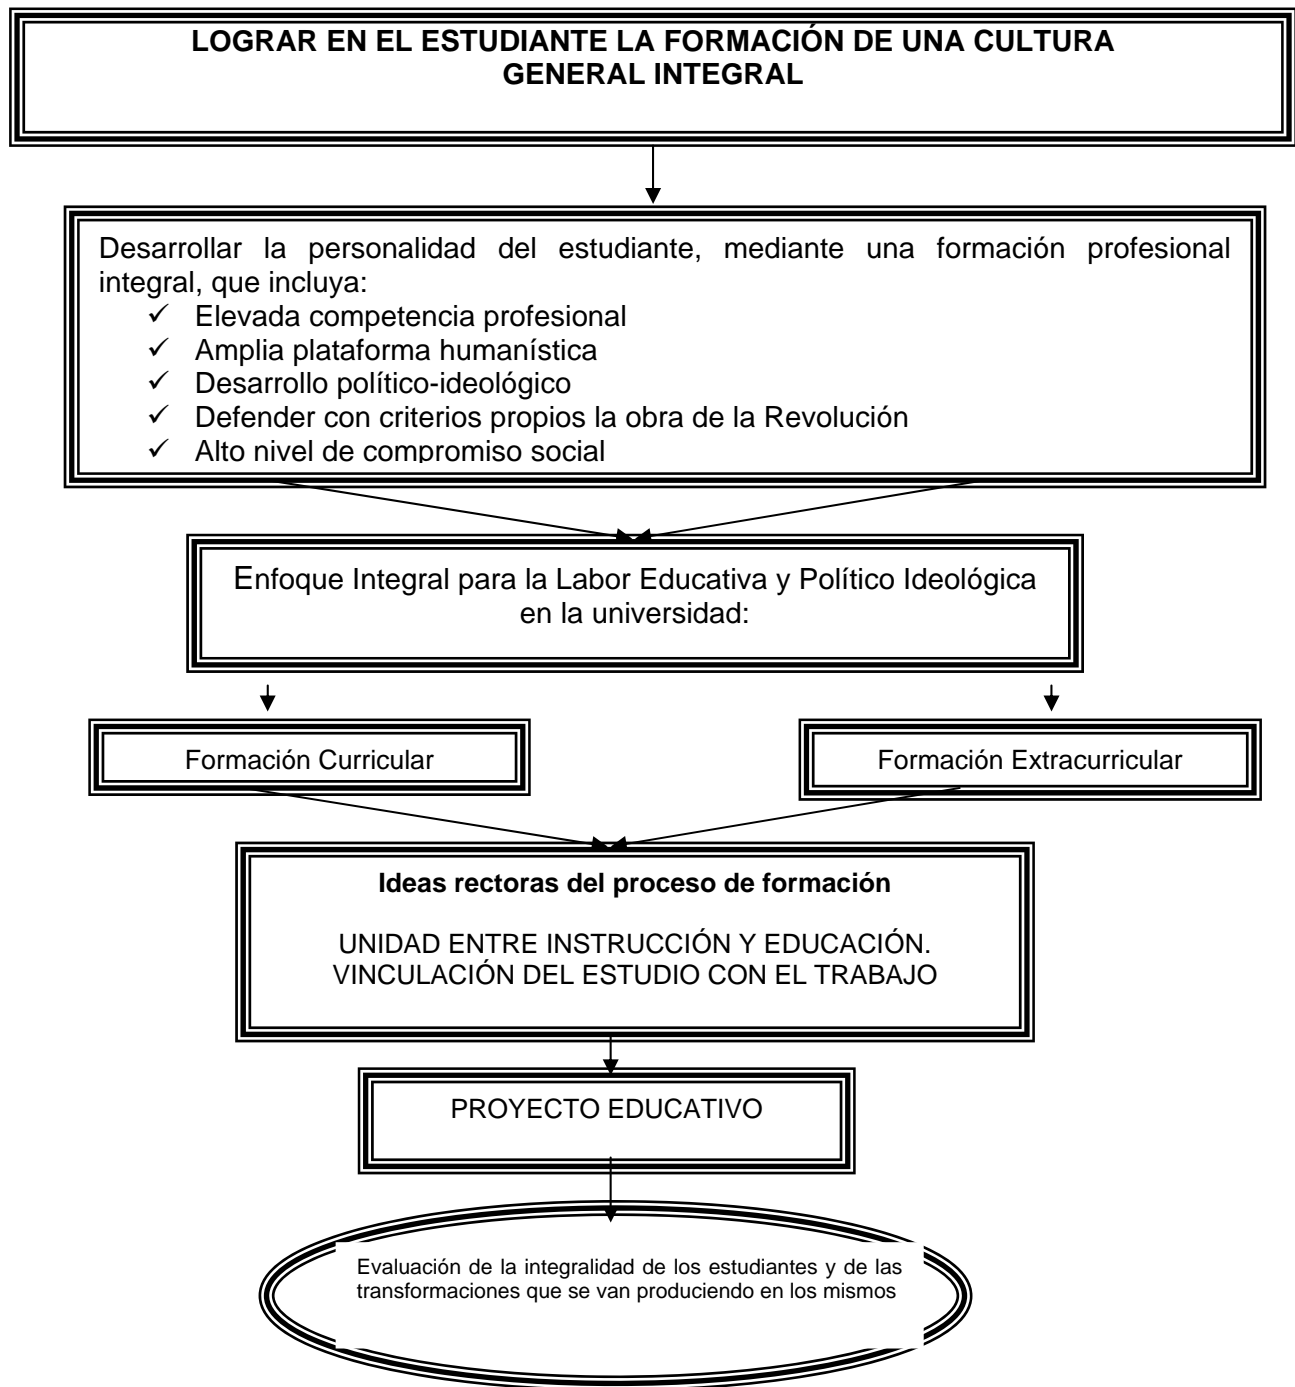 LOGRAR EN EL ESTUDIANTE LA FORMACIÓN DE UNA CULTURA
GENERAL INTEGRAL
Desarrollar la personalidad del estudiante, mediante una formación profesional
integral, que incluya:
✓ Elevada competencia profesional
✓ Amplia plataforma humanística
✓ Desarrollo político-ideológico
✓ Defender con criterios propios la obra de la Revolución
✓ Alto nivel de compromiso social
Enfoque Integral para la Labor Educativa y Político Ideológica
en la universidad:
Formación Curricular
Formación Extracurricular
Ideas rectoras del proceso de formación
UNIDAD ENTRE INSTRUCCIÓN Y EDUCACIÓN.
VINCULACIÓN DEL ESTUDIO CON EL TRABAJO
PROYECTO EDUCATIVO
Evaluación de la integralidad de los estudiantes y de las
transformaciones que se van produciendo en los mismos